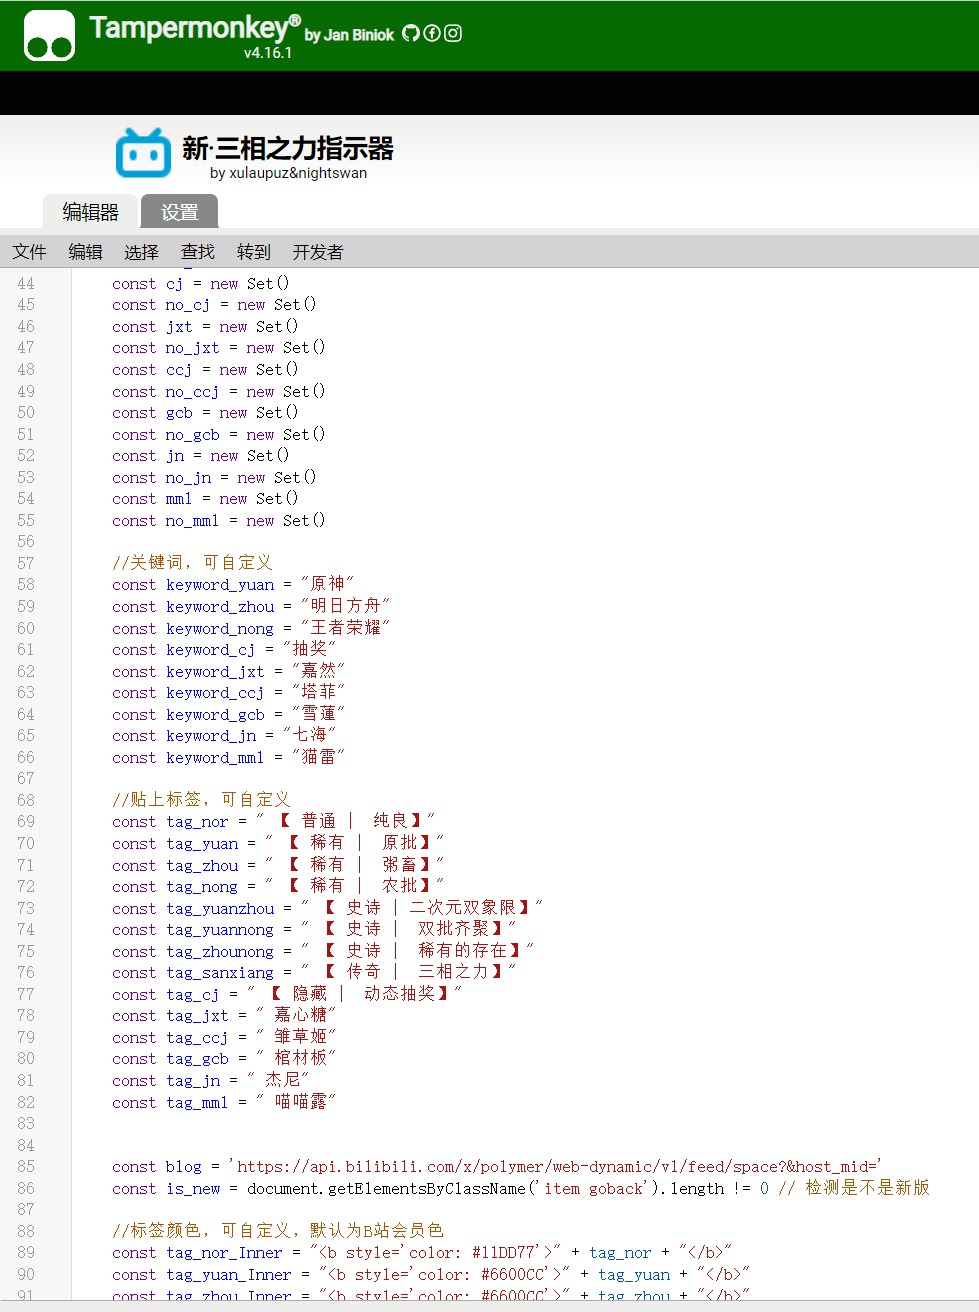 Tampermonkey® by Jan Biniok
v4.16.1
新·三相之力指示器
by xulaupuz&nightswan
编辑器 设置
文件 编辑 选择 查找 转到 开发者
44 const cj = new Set()
45 const no_cj = new Set()
46 const jxt = new Set()
47 const no_jxt = new Set()
48 const ccj = new Set()
49 const no_ccj = new Set()
50 const gcb = new Set()
51 const no_gcb = new Set()
52 const jn = new Set()
53 const no_jn = new Set()
54 const mml = new Set()
55 const no_mml = new Set()
56
57 //关键词，可自定义
58 const keyword_yuan = "原神"
59 const keyword_zhou = "明日方舟"
60 const keyword_nong = "王者荣耀"
61 const keyword_cj = "抽奖"
62 const keyword_jxt = "嘉然"
63 const keyword_ccj = "塔菲"
64 const keyword_gcb = "雪蓮"
65 const keyword_jn = "七海"
66 const keyword_mml = "猫雷"
67
68 //贴上标签，可自定义
69 const tag_nor = " 【 普通 |  纯良】"
70 const tag_yuan = " 【 稀有 |  原批】"
71 const tag_zhou = " 【 稀有 |  粥畜】"
72 const tag_nong = " 【 稀有 |  农批】"
73 const tag_yuanzhou = " 【 史诗 | 二次元双象限】"
74 const tag_yuannong = " 【 史诗 |  双批齐聚】"
75 const tag_zhounong = " 【 史诗 |  稀有的存在】"
76 const tag_sanxiang = " 【 传奇 |  三相之力】"
77 const tag_cj = " 【 隐藏 |  动态抽奖】"
78 const tag_jxt = " 嘉心糖"
79 const tag_ccj = " 雏草姬"
80 const tag_gcb = " 棺材板"
81 const tag_jn = " 杰尼"
82 const tag_mml = " 喵喵露"
83
84
85 const blog = 'https://api.bilibili.com/x/polymer/web-dynamic/v1/feed/space?&host_mid='
86 const is_new = document.getElementsByClassName('item goback').length != 0 // 检测是不是新版
87
88 //标签颜色，可自定义，默认为B站会员色
89 const tag_nor_Inner = "<b style='color: #11DD77'>" + tag_nor + "</b>"
90 const tag_yuan_Inner = "<b style='color: #6600CC'>" + tag_yuan + "</b>"
91 const tag_zhou_Inner = "<b style='color: #6600CC'>" + tag_zhou + "</b>"